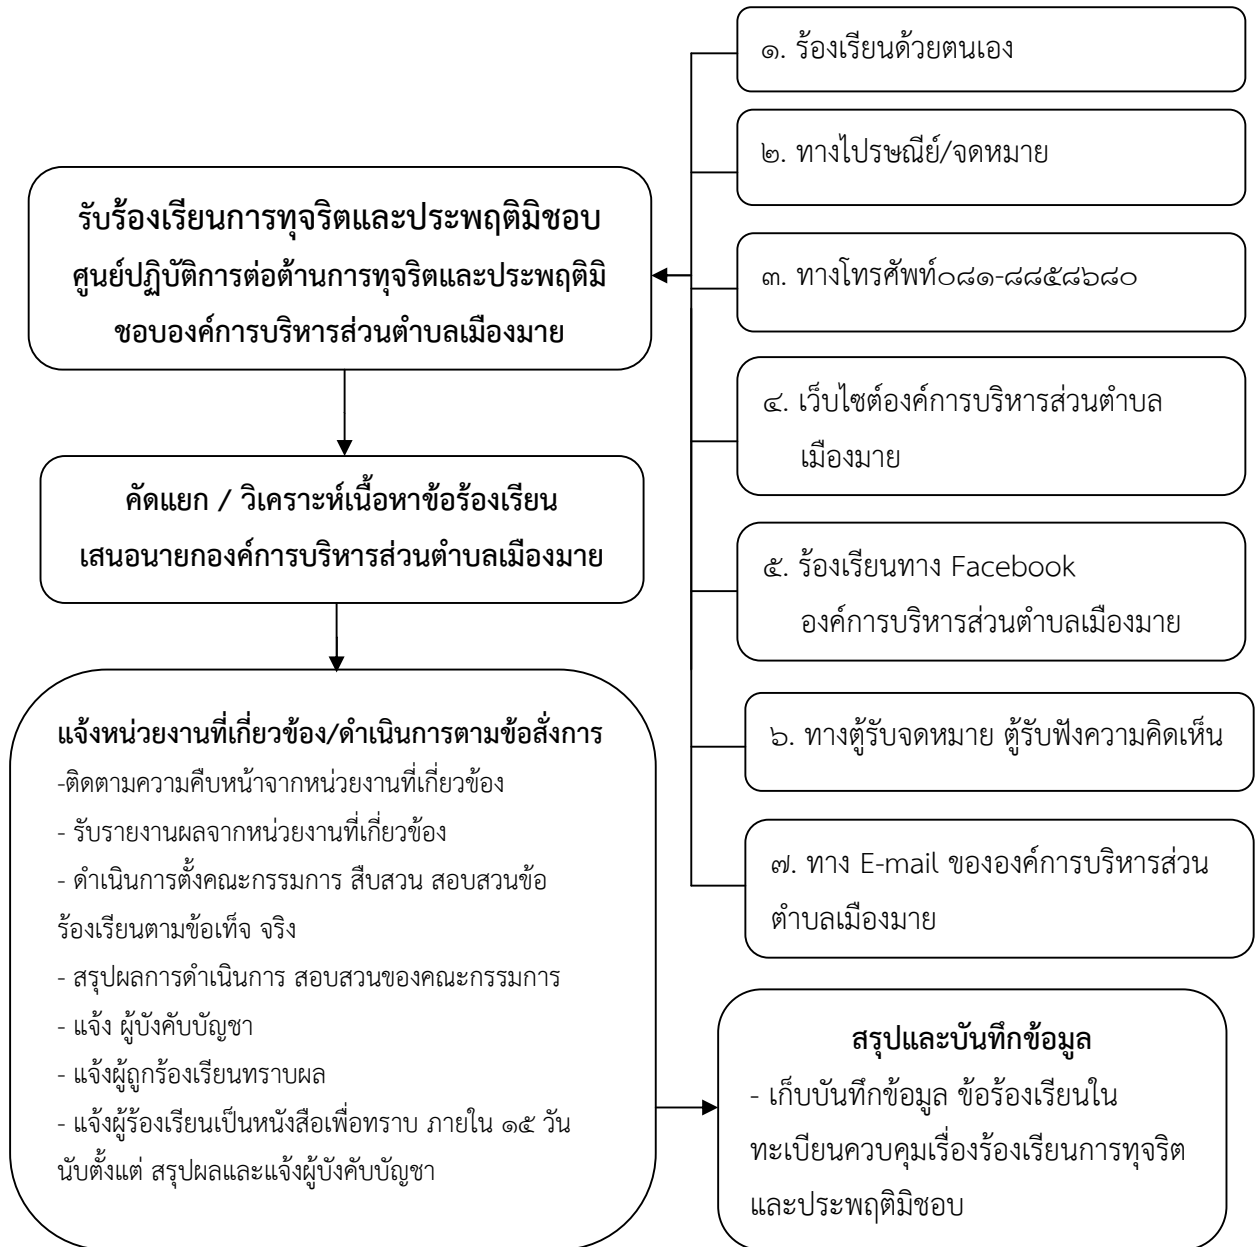 ๑. ร้องเรียนด้วยตนเอง
๒. ทางไปรษณีย์/จดหมาย
๓. ทางโทรศัพท์๐๘๑-๘๘๕๘๖๘๐
๔. เว็บไซต์องค์การบริหารส่วนตำบล
เมืองมาย
๕. ร้องเรียนทาง Facebook
องค์การบริหารส่วนตำบลเมืองมาย
๖. ทางตู้รับจดหมาย ตู้รับฟังความคิดเห็น
๗. ทาง E-mail ขององค์การบริหารส่วน
ตำบลเมืองมาย
รับร้องเรียนการทุจริตและประพฤติมิชอบ
ศูนย์ปฏิบัติการต่อต้านการทุจริตและประพฤติมิ
ชอบองค์การบริหารส่วนตำบลเมืองมาย
คัดแยก / วิเคราะห์เนื้อหาข้อร้องเรียน
เสนอนายกองค์การบริหารส่วนตำบลเมืองมาย
แจ้งหน่วยงานที่เกี่ยวข้อง/ดำเนินการตามข้อสั่งการ
-ติดตามความคืบหน้าจากหน่วยงานที่เกี่ยวข้อง
- รับรายงานผลจากหน่วยงานที่เกี่ยวข้อง
- ดำเนินการตั้งคณะกรรมการ สืบสวน สอบสวนข้อ
ร้องเรียนตามข้อเท็จ จริง
- สรุปผลการดำเนินการ สอบสวนของคณะกรรมการ
- แจ้ง ผู้บังคับบัญชา
- แจ้งผู้ถูกร้องเรียนทราบผล
- แจ้งผู้ร้องเรียนเป็นหนังสือเพื่อทราบ ภายใน ๑๕ วัน
นับตั้งแต่ สรุปผลและแจ้งผู้บังคับบัญชา
สรุปและบันทึกข้อมูล
- เก็บบันทึกข้อมูล ข้อร้องเรียนใน
ทะเบียนควบคุมเรื่องร้องเรียนการทุจริต
และประพฤติมิชอบ